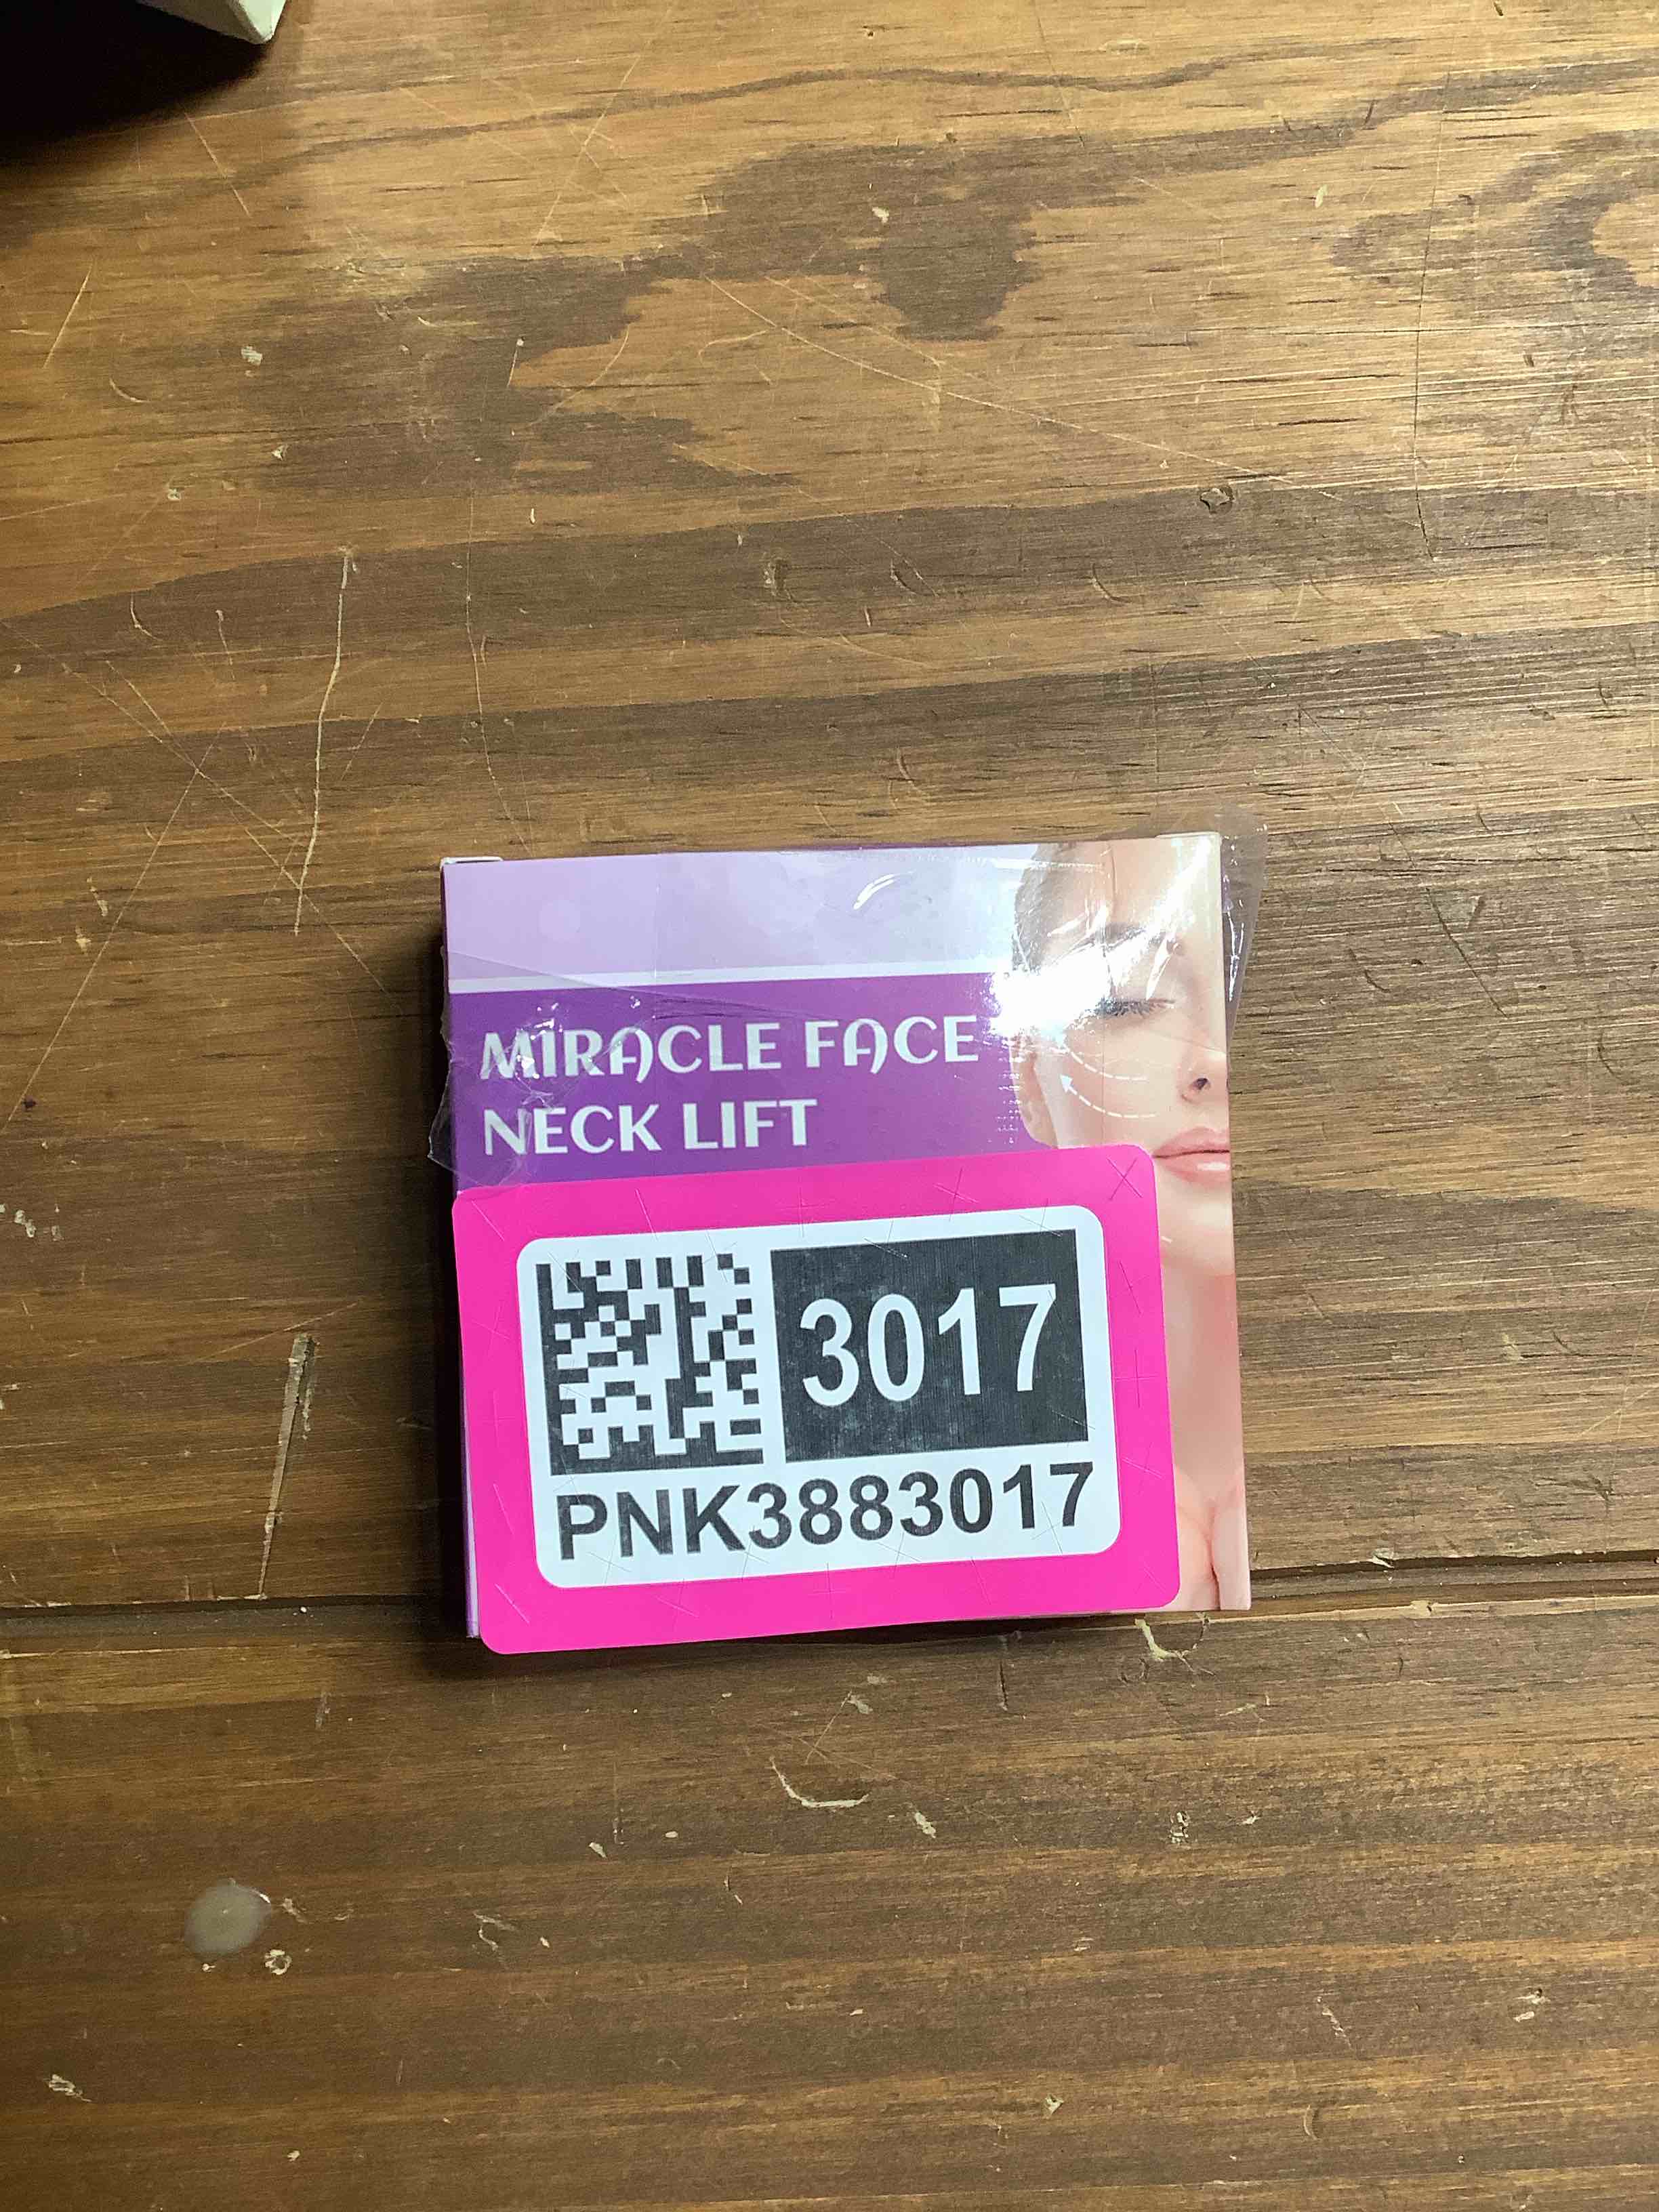 MIRACLE FACE
NECK LIFT
3017
PNK3883017